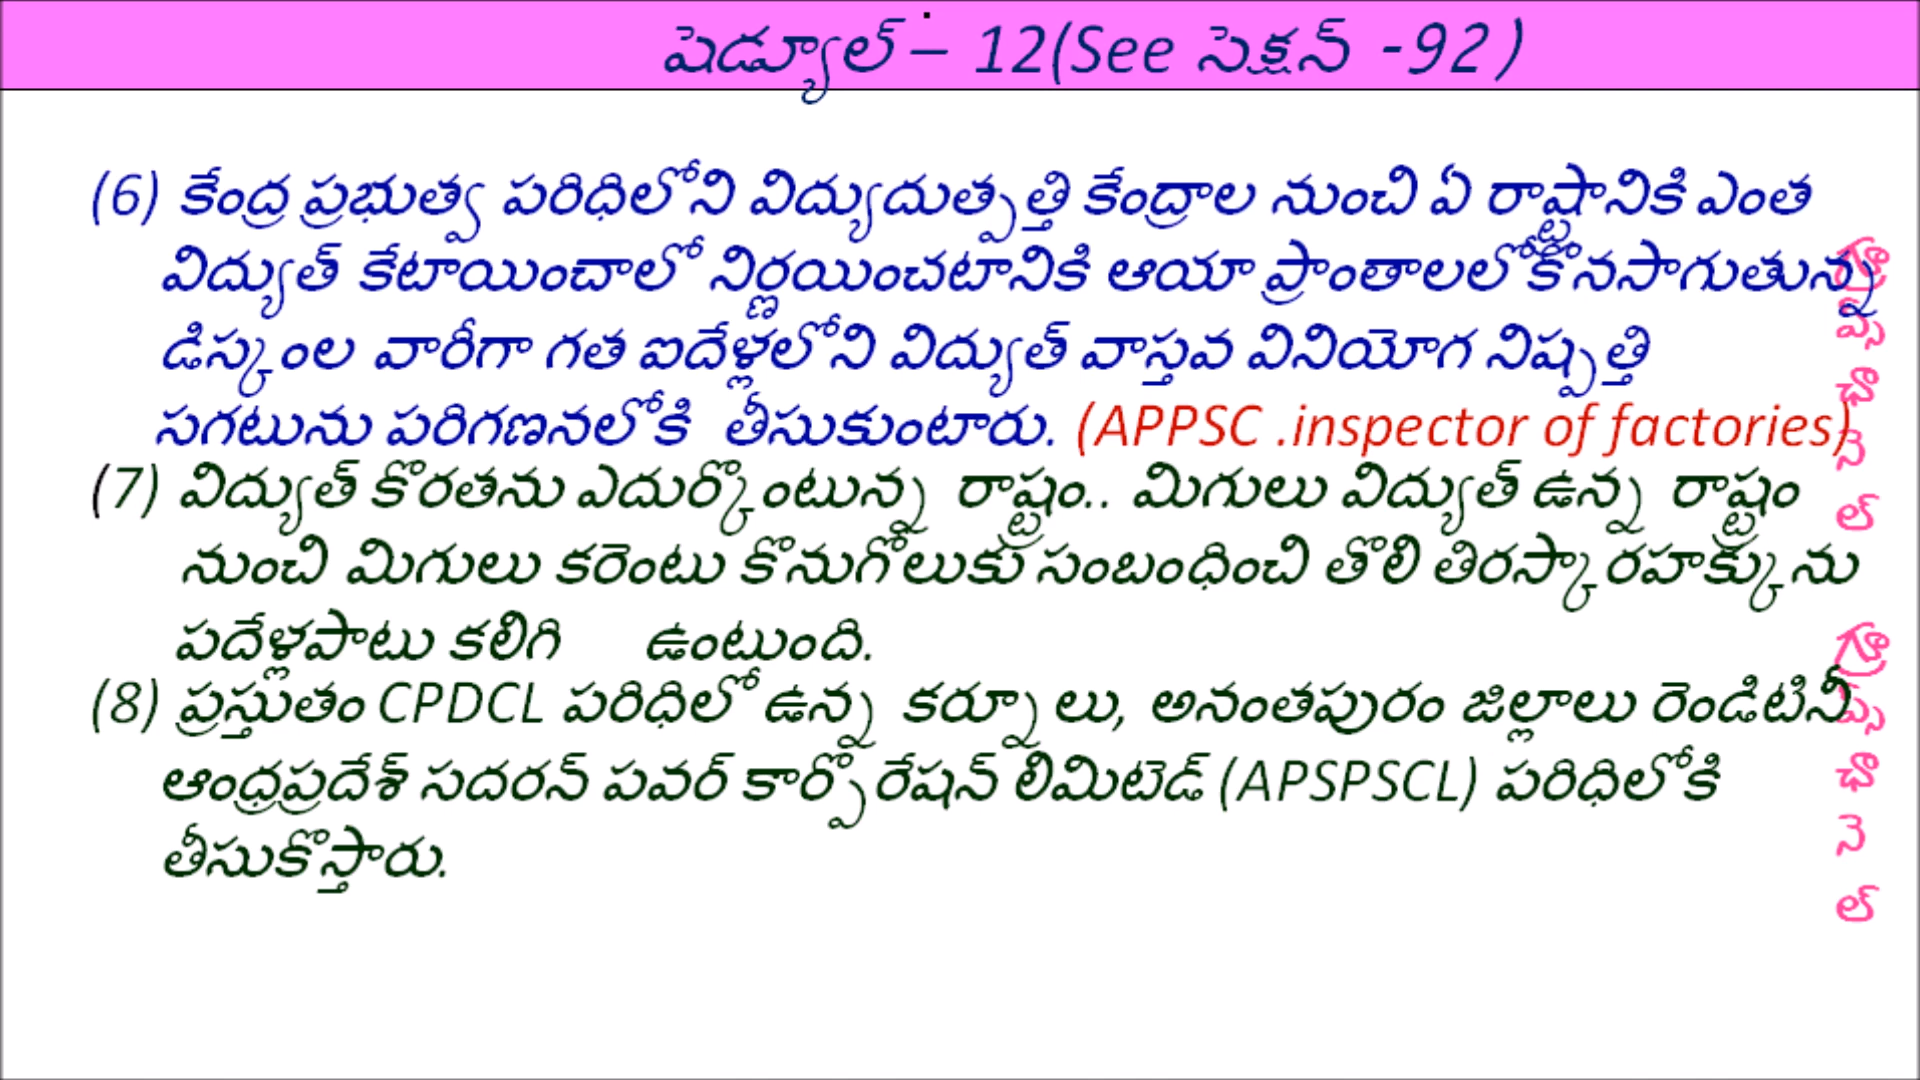 షెడ్యూల్ – 12(See సెక్షన్ -92)
(6) కేంద్ర ప్రభుత్వ పరిధిలోని విద్యుదుత్పత్తి కేంద్రాల నుంచి ఏ రాష్ట్రానికి ఎంత
విద్యుత్ కేటాయించాలో నిర్ణయించటానికి ఆయా ప్రాంతాలలో కొనసాగుతున్న
డిస్కంల వారీగా గత ఐదేళ్లలోని విద్యుత్ వాస్తవ వినియోగ నిష్పత్తి
సగటును పరిగణనలోకి తీసుకుంటారు. (APPSC .inspector of factories)
(7) విద్యుత్ కొరతను ఎదుర్కొంటున్న రాష్ట్రం.. మిగులు విద్యుత్ ఉన్న రాష్ట్రం
నుంచి మిగులు కరెంటు కొనుగోలుకు సంబంధించి తొలి తిరస్కారహక్కును
పదేళ్లపాటు కలిగి ఉంటుంది.
(8) ప్రస్తుతం CPDCL పరిధిలో ఉన్న కర్నూలు, అనంతపురం జిల్లాలు రెండిటినీ
ఆంధ్రప్రదేశ్ సదరన్ పవర్ కార్పోరేషన్ లిమిటెడ్ (APSPSCL) పరిధిలోకి
తీసుకొస్తారు.